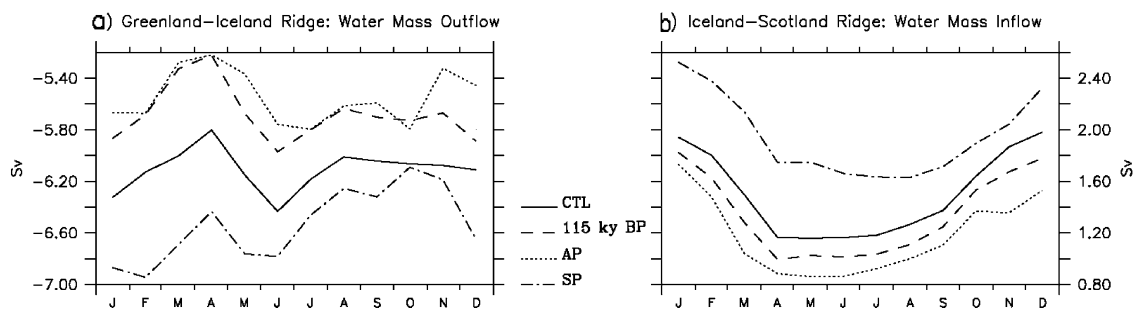 a) Greenland–Iceland Ridge: Water Mass Outflow
b) Iceland–Scotland Ridge: Water Mass Inflow
−5.40
−5.80
−6.20
−6.60
−7.00
Sv
J F M A M J J A S O N D
CTL
115 ky BP
AP
SP
J F M A M J J A S O N D
2.40
2.00
1.60
1.20
0.80
Sv